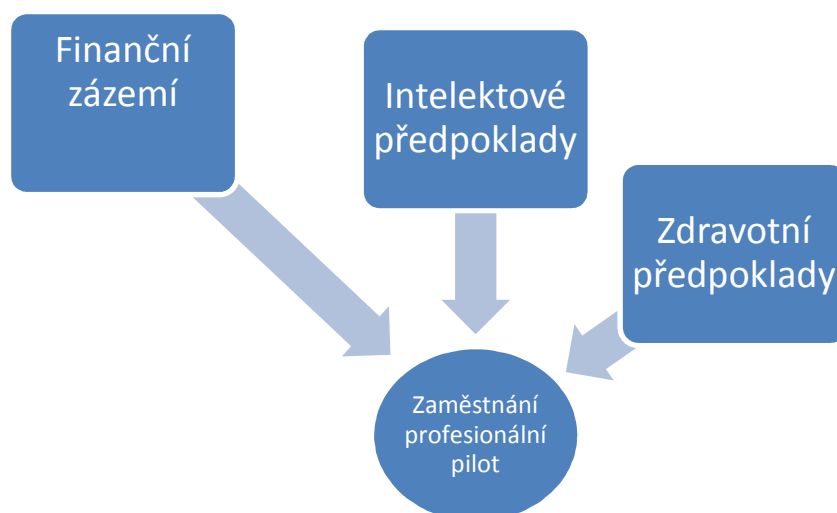 Finanční
zázemí
Intelektové
předpoklady
Zdravotní
předpoklady
Zaměstnání
profesionální
pilot